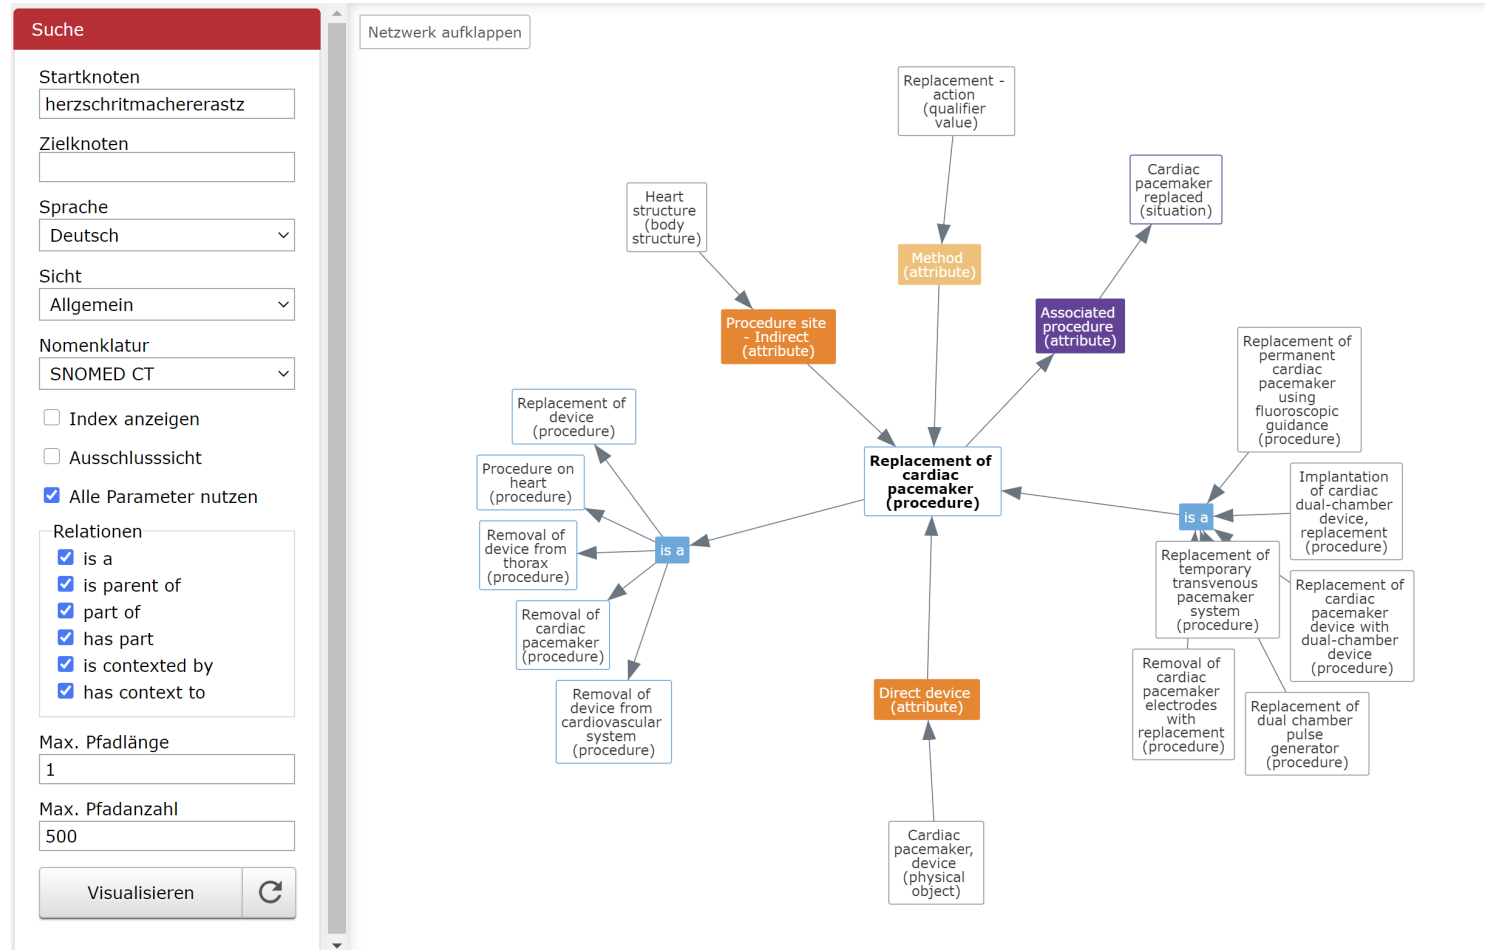 Suche
Startknoten
herzschritmachererastz
Zielknoten
Sprache
Deutsch
Sicht
Allgemein
Nomenklatur
SNOMED CT
Index anzeigen
Ausschlusssicht
Alle Parameter nutzen
Relationen
is a
is parent of
part of
has part
is contexted by
has context to
Max. Pfadlänge
1
Max. Pfadanzahl
500
Visualisieren
Netzwerk aufklappen
Replacement -
action
(qualifier
value)
Cardiac
pacemaker
replaced
(situation)
Heart
structure
(body
structure)
Method
(attribute)
Procedure site
- Indirect
(attribute)
Associated
procedure
(attribute)
Replacement of
permanent
cardiac
pacemaker
using
fluoroscopic
guidance
(procedure)
Replacement of
device
(procedure)
Procedure on
heart
(procedure)
Removal of
device from
thorax
(procedure)
Removal of
cardiac
pacemaker
(procedure)
Removal of
device from
cardiovascular
system
(procedure)
is a
Replacement of
cardiac
pacemaker
(procedure)
is a
Implantation
of cardiac
dual-chamber
device,
replacement
(procedure)
Replacement of
temporary
transvenous
pacemaker
system
(procedure)
Replacement of
cardiac
pacemaker
device with
dual-chamber
device
(procedure)
Removal of
cardiac
pacemaker
electrodes
with
replacement
(procedure)
Replacement of
dual chamber
pulse
generator
(procedure)
Direct device
(attribute)
Cardiac
pacemaker,
device
(physical
object)